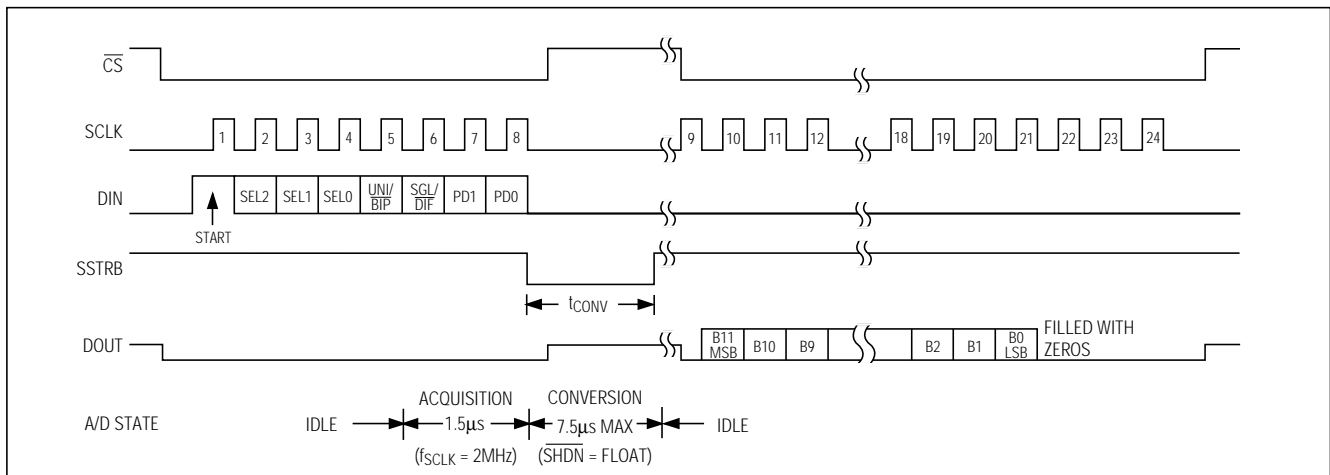 CS
SCLK 1 2 3 4 5 6 7 8 9 10 11 12 18 19 20 21 22 23 24
DIN SEL2 SEL1 SEL0 UNI/ BIP SGL/ DIF PD1 PD0
START
SSTRB
tCONV
DOUT B11 MSB B10 B9 B2 B1 B0 LSB FILLED WITH ZEROS
A/D STATE IDLE ACQUISITION 1.5µs CONVERSION 7.5µs MAX IDLE
(fSCLK = 2MHz) (SHDN = FLOAT)